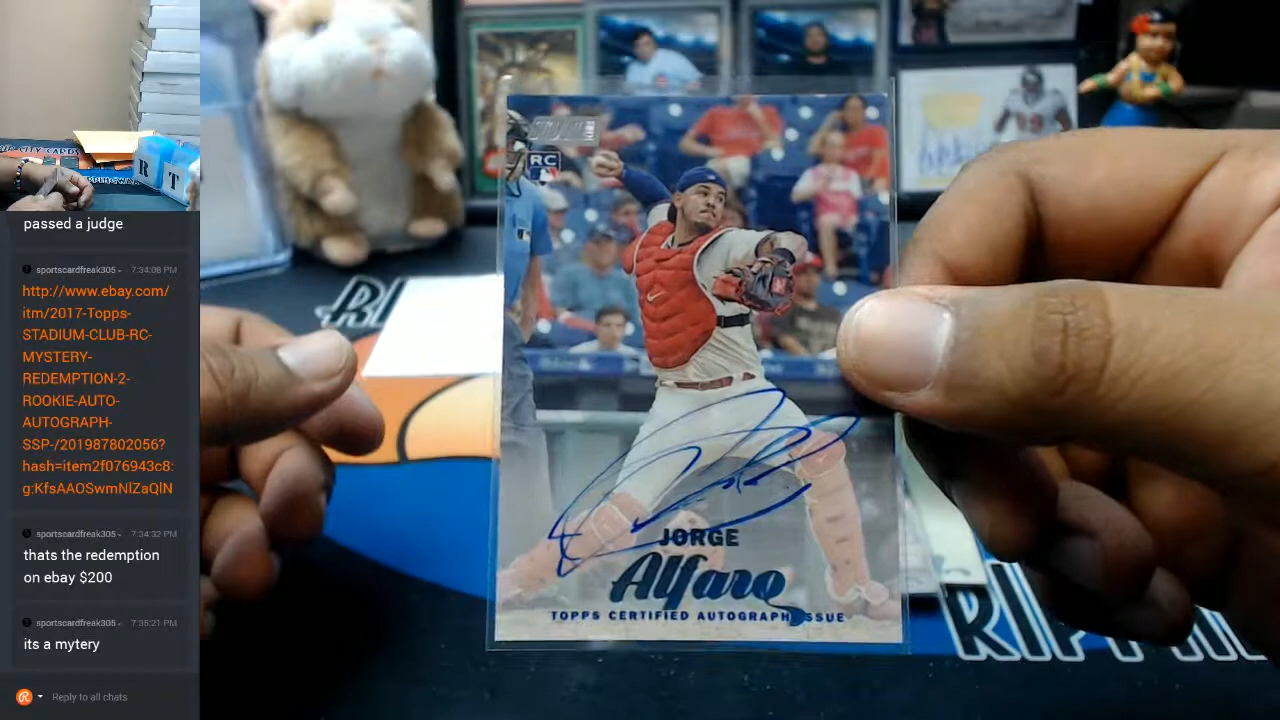 passed a judge
sportscardfreak305 - 7:34:08 PM
http://www.ebay.com/
itm/2017-Topps-
STADIUM-CLUB-RC-
MYSTERY-
REDEMPTION-2-
ROOKIE-AUTO-
AUTOGRAPH-
SSP-/201987802056?
hash=item2f076943c8:
g:KfsAAOSwmNlZaQlN
sportscardfreak305 - 7:34:32 PM
thats the redemption
on ebay $200
sportscardfreak305 - 7:35:21 PM
its a mytery
Reply to all chats
R T
RC
JORGE
Alfaro
TOPPS CERTIFIED AUTOGRAPH ISSUE